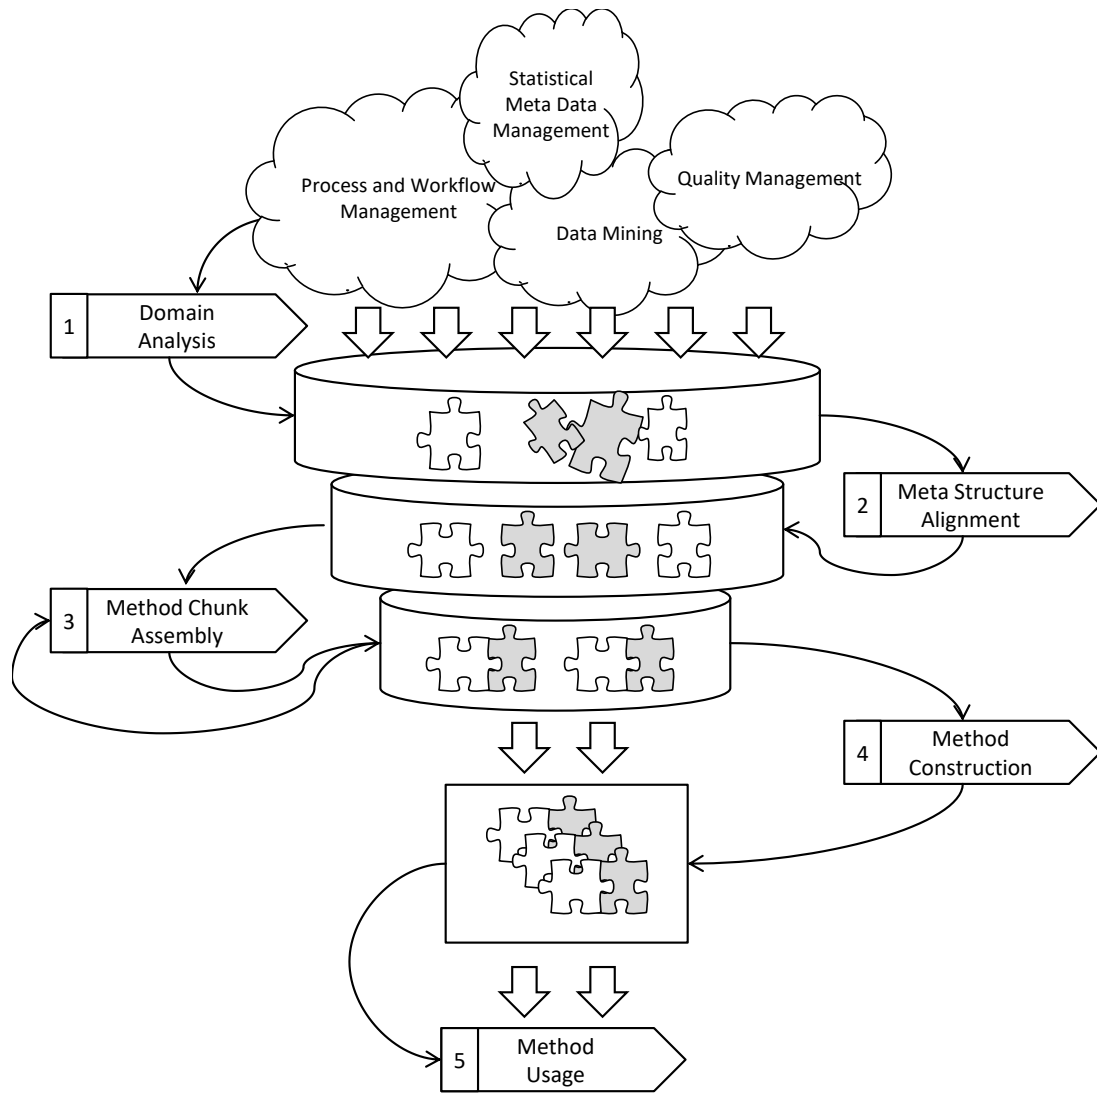 Statistical
Meta Data
Management
Process and Workflow
Management
Quality Management
Data Mining
1
Domain
Analysis
2
Meta Structure
Alignment
3
Method Chunk
Assembly
4
Method
Construction
5
Method
Usage